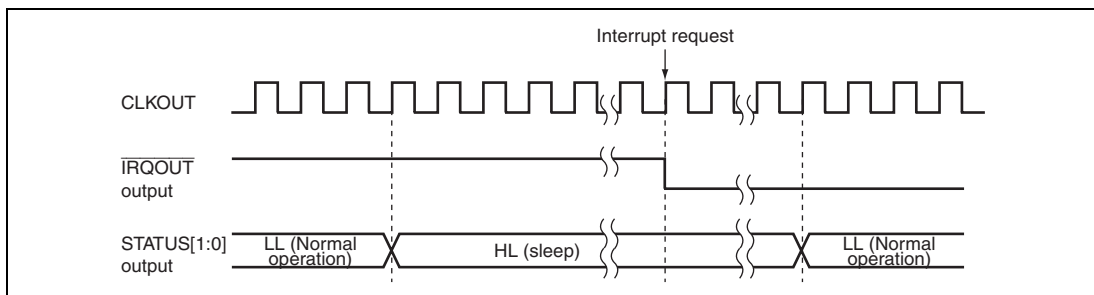 Interrupt request
CLKOUT
IRQOUT
output
STATUS[1:0]
output
LL (Normal
operation)
HL (sleep)
LL (Normal
operation)